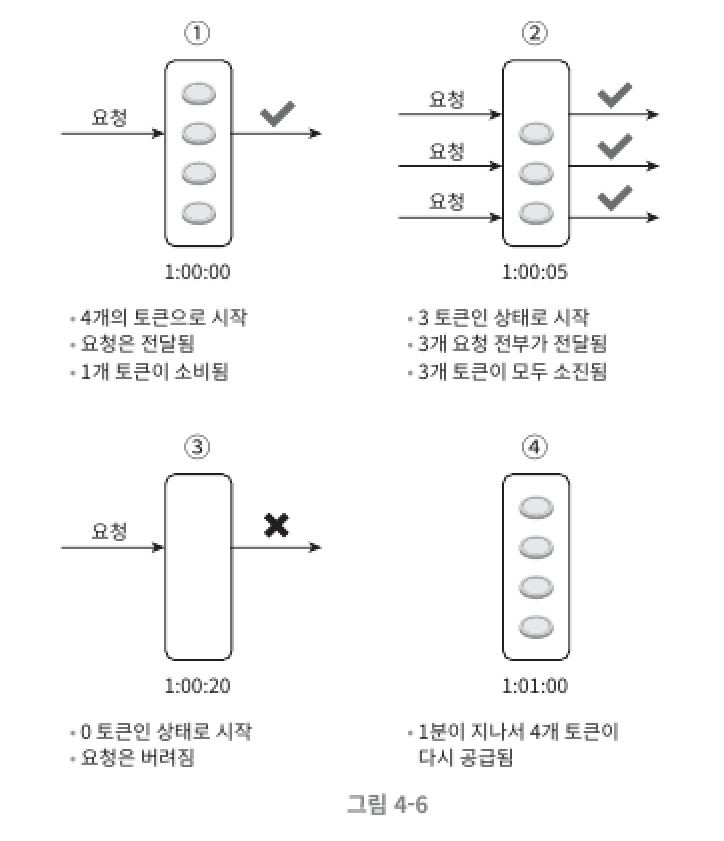 ①
요청
1:00:00
• 4개의 토큰으로 시작
• 요청은 전달됨
• 1개 토큰이 소비됨
②
요청
요청
요청
1:00:05
• 3 토큰인 상태로 시작
• 3개 요청 전부가 전달됨
• 3개 토큰이 모두 소진됨
③
요청
1:00:20
• 0 토큰인 상태로 시작
• 요청은 버려짐
④
1:01:00
• 1분이 지나서 4개 토큰이
다시 공급됨
그림 4-6